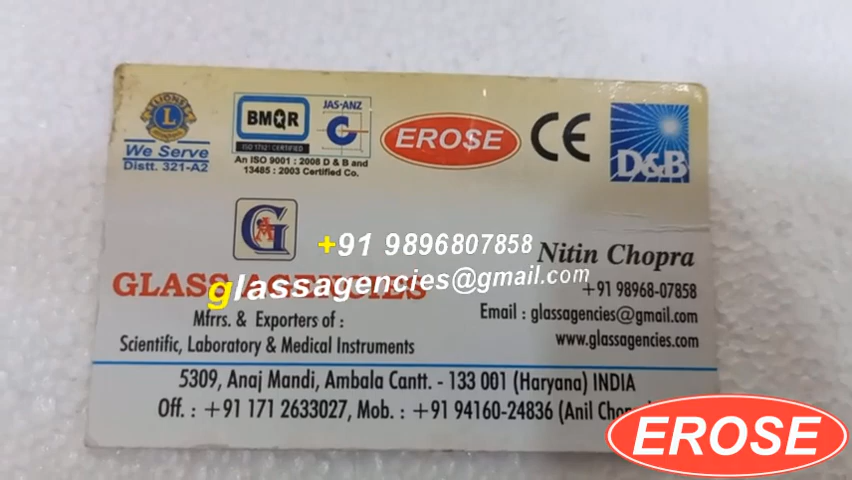 LIONS
L
We Serve
Distt. 321-A2
BMQR
JAS-ANZ
An ISO 9001 : 2008 D & B and
13485 : 2003 Certified Co.
EROSE
CE
D&B
G
+91 9896807858
glassagencies@gmail.com
Nitin Chopra
GLASS AGENCIES
+91 98968-07858
Mfrrs. & Exporters of :
Email : glassagencies@gmail.com
Scientific, Laboratory & Medical Instruments
www.glassagencies.com
5309, Anaj Mandi, Ambala Cantt. - 133 001 (Haryana) INDIA
Off. : +91 171 2633027, Mob. : +91 94160-24836 (Anil
EROSE